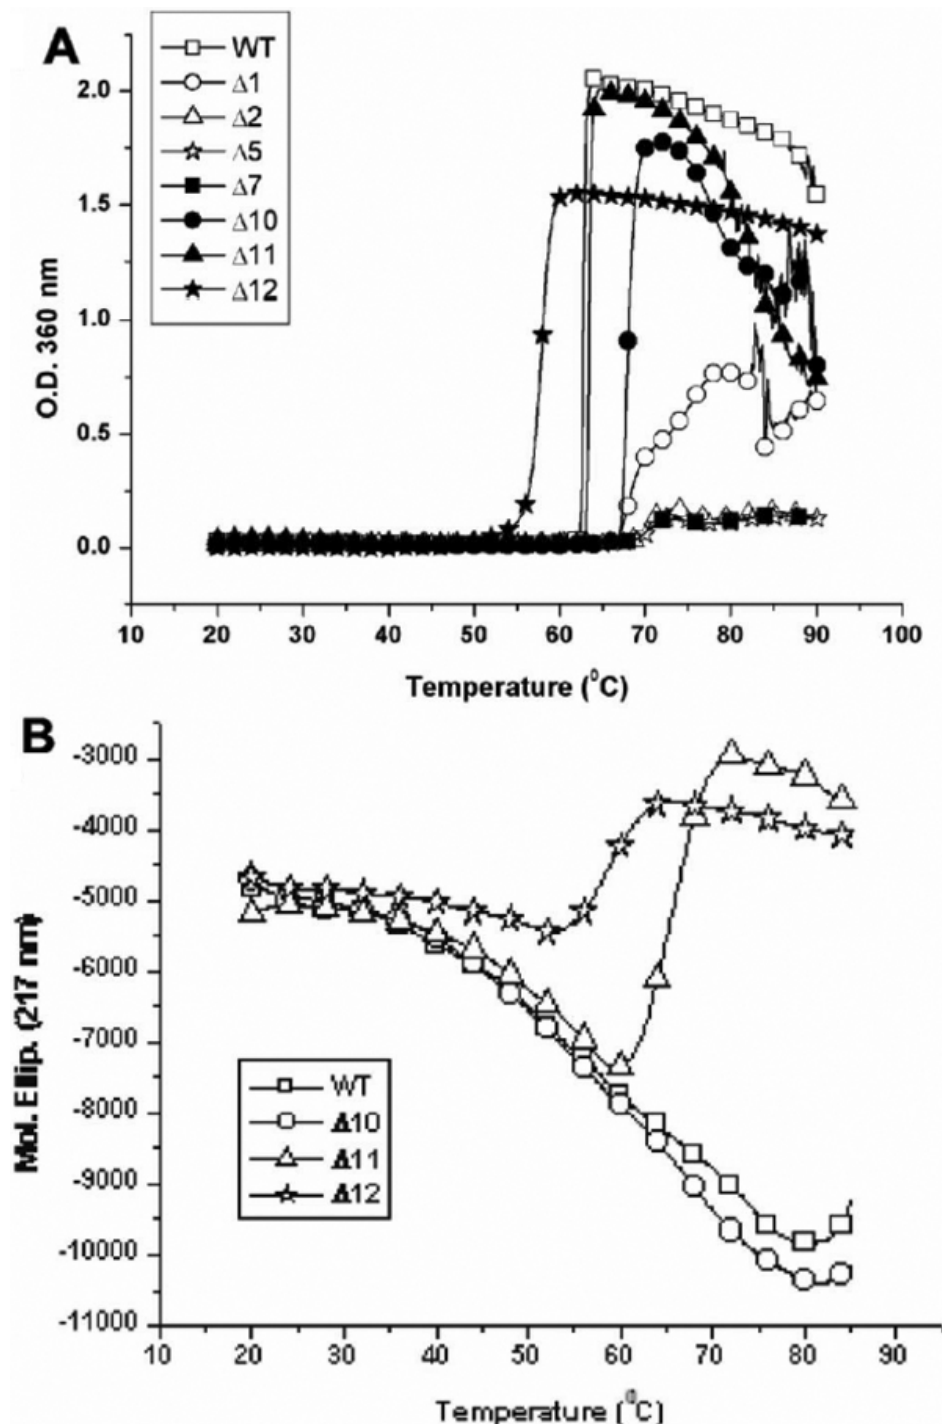 A
WT
Δ1
Δ2
Δ5
Δ7
Δ10
Δ11
Δ12
2.0
1.5
1.0
0.5
0.0
O.D. 360 nm
10 20 30 40 50 60 70 80 90 100
Temperature (⁰C)
B
-3000
-4000
-5000
-6000
-7000
-8000
-9000
-10000
-11000
Mol. Ellip. (217 nm)
WT
Δ10
Δ11
Δ12
10 20 30 40 50 60 70 80 90
Temperature (⁰C)